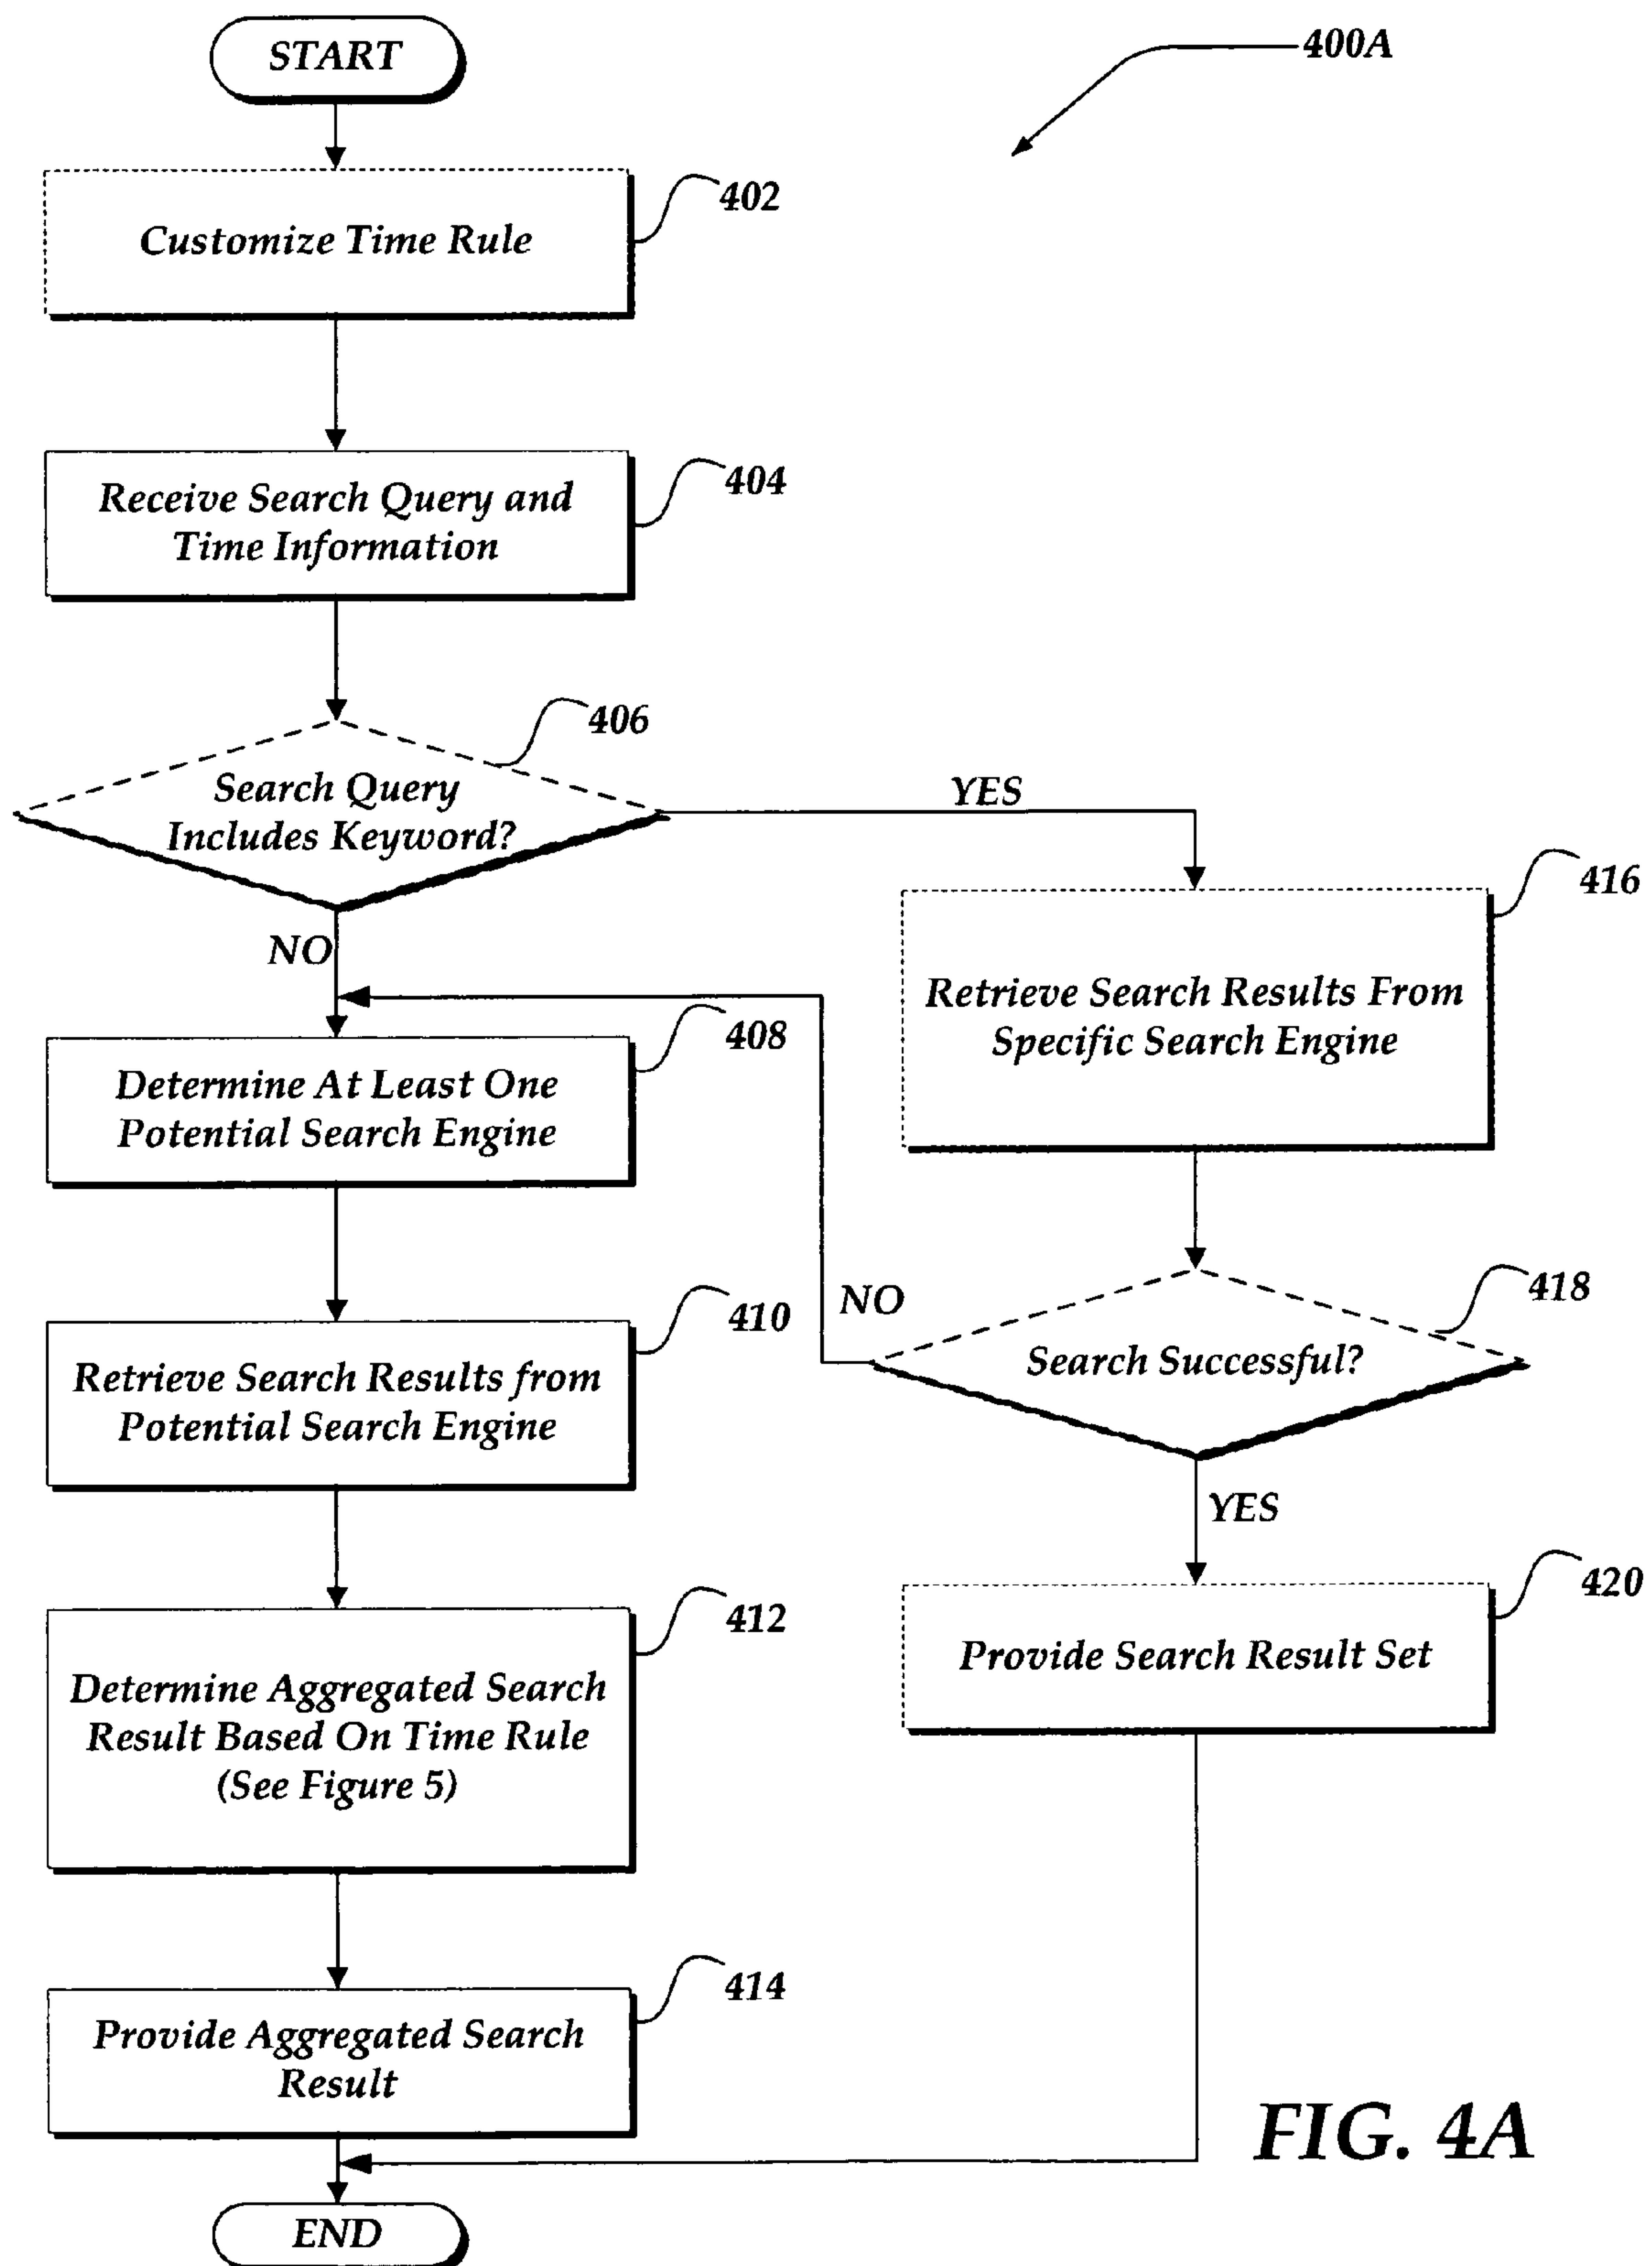 START
400A
402
Customize Time Rule
404
Receive Search Query and
Time Information
406
Search Query
Includes Keyword?
YES
NO
416
Retrieve Search Results From
Specific Search Engine
408
Determine At Least One
Potential Search Engine
410
Retrieve Search Results from
Potential Search Engine
NO
418
Search Successful?
YES
412
Determine Aggregated Search
Result Based On Time Rule
(See Figure 5)
420
Provide Search Result Set
414
Provide Aggregated Search
Result
END
FIG. 4A